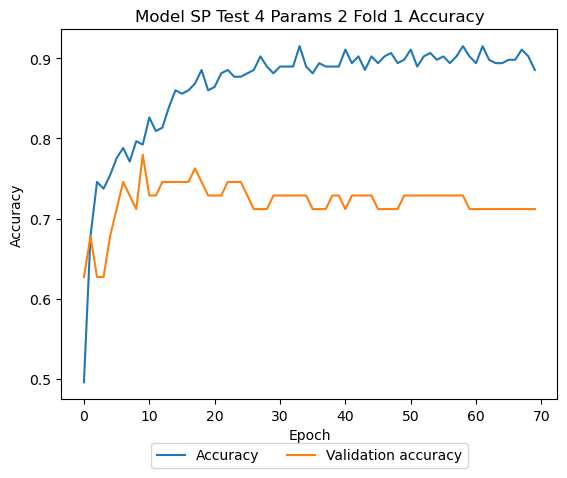 Model SP Test 4 Params 2 Fold 1 Accuracy
Accuracy
0.9
0.8
0.7
0.6
0.5
0 10 20 30 40 50 60 70
Epoch
Accuracy Validation accuracy